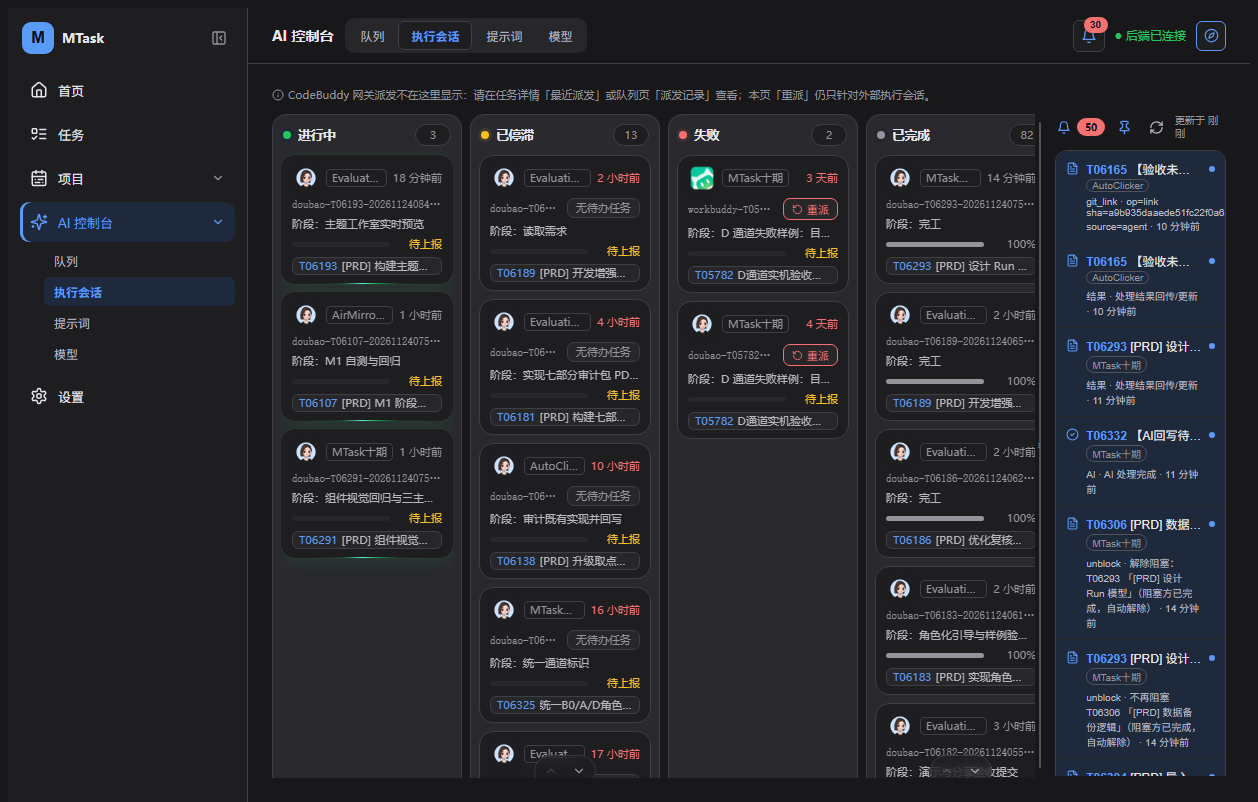 M MTask
首页
任务
项目
AI 控制台
队列
执行会话
提示词
模型
设置
AI 控制台 队列 执行会话 提示词 模型
30 后端已连接
CodeBuddy 网关派发不在这里显示：请在任务详情「最近派发」或队列页「派发记录」查看；本页「重派」仍只针对外部执行会话。
进行中 3
Evaluat... 18 分钟前
doubao-T06193-2026112408４···
阶段：主题工作室实时预览
待上报
T06193 [PRD] 构建主题...
AirMirro... 1 小时前
doubao-T06107-2026112407５···
阶段：M1 自测与回归
待上报
T06107 [PRD] M1 阶段...
MTask十期 1 小时前
doubao-T06291-2026112407５···
阶段：组件视觉回归与三主...
待上报
T06291 [PRD] 组件视觉...
已停滞 13
Evaluati... 2 小时前
doubao-T06··· 无待办任务
阶段：读取需求
待上报
T06189 [PRD] 开发增强...
Evaluati... 4 小时前
doubao-T06··· 无待办任务
阶段：实现七部分审计包 PD...
待上报
T06181 [PRD] 构建七部...
AutoCli... 10 小时前
doubao-T06··· 无待办任务
阶段：审计既有实现并回写
待上报
T06138 [PRD] 升级取点...
MTask... 16 小时前
doubao-T06··· 无待办任务
阶段：统一通道标识
待上报
T06325 统一B0/A/D角色...
Evaluat... 17 小时前
失败 2
MTask十期 3 天前
workbuddy-T05··· 重派
阶段：D 通道失败样例：目...
待上报
T05782 D通道实机验收...
MTask十期 4 天前
doubao-T05782··· 重派
阶段：D 通道失败样例：目...
待上报
T05782 D通道实机验收...
已完成 82
MTask... 14 分钟前
doubao-T06293-2026112407５···
阶段：完工
100%
T06293 [PRD] 设计 Run ...
Evaluati... 2 小时前
doubao-T06189-2026112406５···
阶段：完工
100%
T06189 [PRD] 开发增强...
Evaluati... 2 小时前
doubao-T06186-2026112406２···
阶段：完工
100%
T06186 [PRD] 优化复核...
Evaluati... 2 小时前
doubao-T06183-2026112406１···
阶段：角色化引导与样例验...
100%
T06183 [PRD] 实现角色...
Evaluati... 3 小时前
doubao-T06182-2026112405５···
50 更新于 刚
刚
T06165 【验收未...
AutoClicker
git_link · op=link
sha=a9b935daaede51fc22f0a6
source=agent · 10 分钟前
T06165 【验收未...
AutoClicker
结果 · 处理结果回传/更新
· 10 分钟前
T06293 [PRD] 设计...
MTask十期
结果 · 处理结果回传/更新
· 11 分钟前
T06332 【AI回写待...
MTask十期
AI · AI 处理完成 · 11 分钟
前
T06306 [PRD] 数据...
MTask十期
unblock · 解除阻塞：
T06293 「[PRD] 设计
Run 模型」（阻塞方已完
成，自动解除） · 14 分钟
前
T06293 [PRD] 设计...
MTask十期
unblock · 不再阻塞
T06306 「[PRD] 数据备
份逻辑」（阻塞方已完成，
自动解除） · 14 分钟前